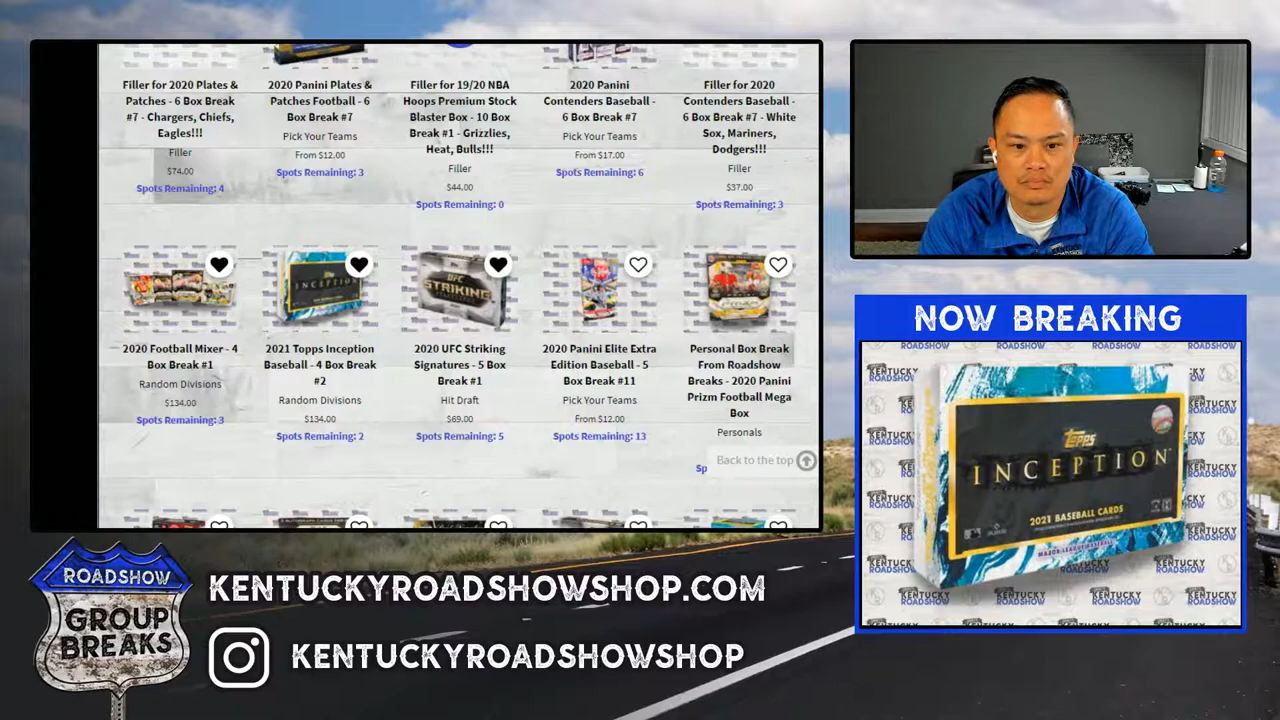 Filler for 2020 Plates &
Patches - 6 Box Break
#7 - Chargers, Chiefs,
Eagles!!!
Filler
$74.00
Spots Remaining: 4
2020 Panini Plates &
Patches Football - 6
Box Break #7
Pick Your Teams
From $12.00
Spots Remaining: 3
Filler for 19/20 NBA
Hoops Premium Stock
Blaster Box - 10 Box
Break #1 - Grizzlies,
Heat, Bulls!!!
Filler
$44.00
Spots Remaining: 0
2020 Panini
Contenders Baseball -
6 Box Break #7
Pick Your Teams
From $17.00
Spots Remaining: 6
Filler for 2020
Contenders Baseball -
6 Box Break #7 - White
Sox, Mariners,
Dodgers!!!
Filler
$37.00
Spots Remaining: 3
2020 Football Mixer - 4
Box Break #1
Random Divisions
$134.00
Spots Remaining: 3
INCEPTION
2021 Topps Inception
Baseball - 4 Box Break
#2
Random Divisions
$134.00
Spots Remaining: 2
UFC
STRIKING
2020 UFC Striking
Signatures - 5 Box
Break #1
Hit Draft
$69.00
Spots Remaining: 5
2020 Panini Elite Extra
Edition Baseball - 5
Box Break #11
Pick Your Teams
From $12.00
Spots Remaining: 13
Personal Box Break
From Roadshow
Breaks - 2020 Panini
Prizm Football Mega
Box
Personals
Sp
Back to the top
NOW BREAKING
KENTUCKY
ROADSHOW
Topps
INCEPTION
2021 BASEBALL CARDS
MAJOR LEAGUE BASEBALL
ROADSHOW
GROUP
BREAKS
KENTUCKYROADSHOWSHOP.COM
KENTUCKYROADSHOWSHOP